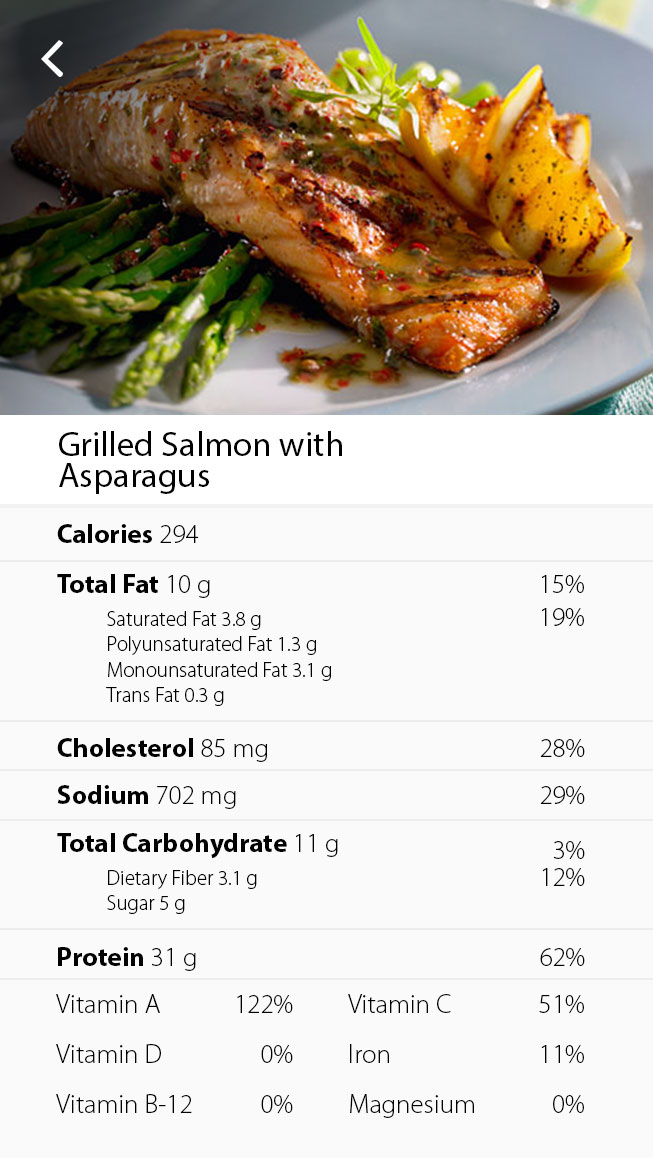 Grilled Salmon with
Asparagus
Calories 294
Total Fat 10 g 15%
Saturated Fat 3.8 g 19%
Polyunsaturated Fat 1.3 g
Monounsaturated Fat 3.1 g
Trans Fat 0.3 g
Cholesterol 85 mg 28%
Sodium 702 mg 29%
Total Carbohydrate 11 g 3%
Dietary Fiber 3.1 g 12%
Sugar 5 g
Protein 31 g 62%
Vitamin A 122% Vitamin C 51%
Vitamin D 0% Iron 11%
Vitamin B-12 0% Magnesium 0%